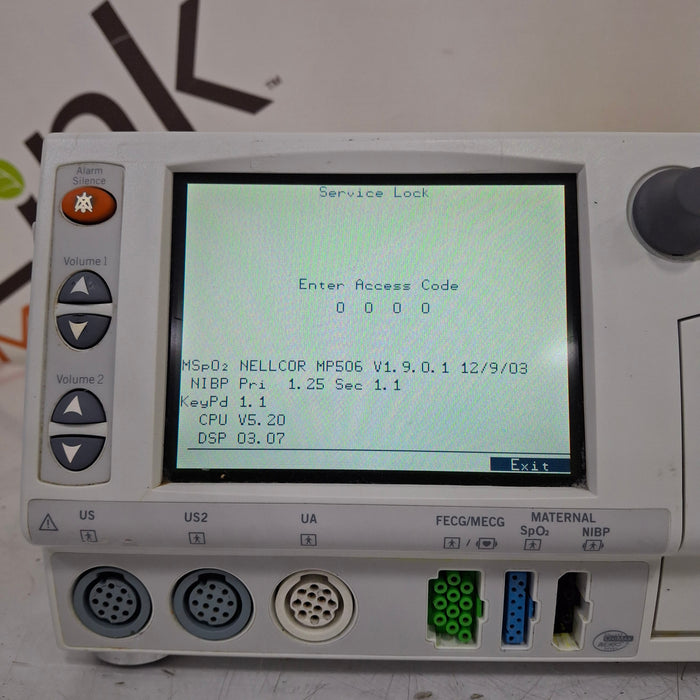 nk™
Alarm
Silence
Volume 1
Volume 2
Service Lock
Enter Access Code
0 0 0 0
MSpO₂ NELLCOR MP506 V1.9.0.1 12/9/03
NIBP Pri 1.25 Sec 1.1
KeyPd 1.1
CPU V5.20
DSP 03.07
Exit
US
US2
UA
FECG/MECG
MATERNAL
SpO₂
NIBP